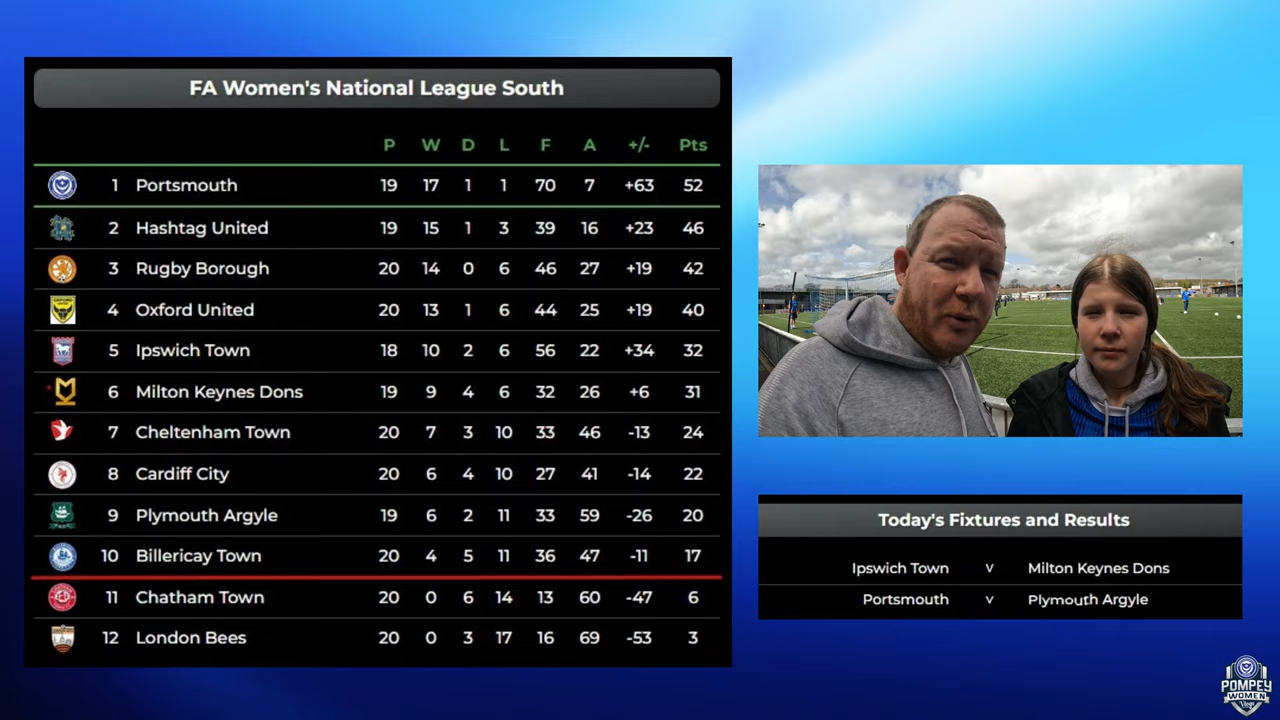 FA Women's National League South
P W D L F A +/- Pts
1 Portsmouth 19 17 1 1 70 7 +63 52
2 Hashtag United 19 15 1 3 39 16 +23 46
3 Rugby Borough 20 14 0 6 46 27 +19 42
4 Oxford United 20 13 1 6 44 25 +19 40
5 Ipswich Town 18 10 2 6 56 22 +34 32
6 Milton Keynes Dons 19 9 4 6 32 26 +6 31
7 Cheltenham Town 20 7 3 10 33 46 -13 24
8 Cardiff City 20 6 4 10 27 41 -14 22
9 Plymouth Argyle 19 6 2 11 33 59 -26 20
10 Billericay Town 20 4 5 11 36 47 -11 17
11 Chatham Town 20 0 6 14 13 60 -47 6
12 London Bees 20 0 3 17 16 69 -53 3
Today's Fixtures and Results
Ipswich Town v Milton Keynes Dons
Portsmouth v Plymouth Argyle
POMPEY
WOMEN
Vlogs